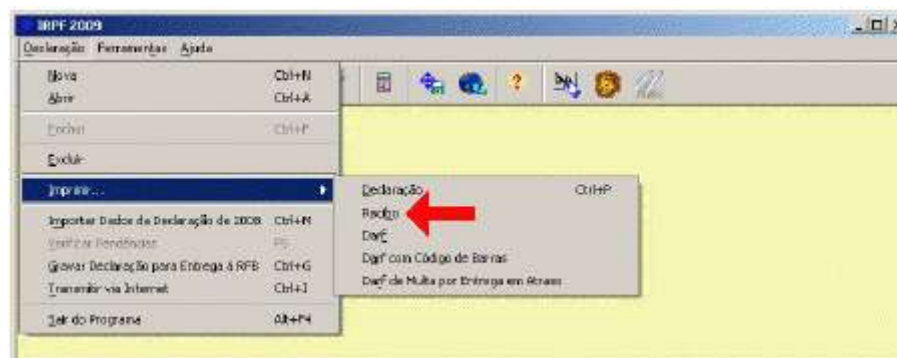 IRPF 2009
Declaração Ferramentas Ajuda
Nova Ctrl+N
Abrir Ctrl+A
Fechar Ctrl+F
Excluir
Imprimir...
Importar Dados da Declaração de 2008 Ctrl+M
Verificar Pendências
Gravar Declaração para Entrega à RFB Ctrl+G
Transmitir via Internet Ctrl+I
Sair do Programa Alt+F4
Declaração Ctrl+P
Recibo
Darf
Darf com Código de Barras
Darf de Multa por Entrega em Atraso